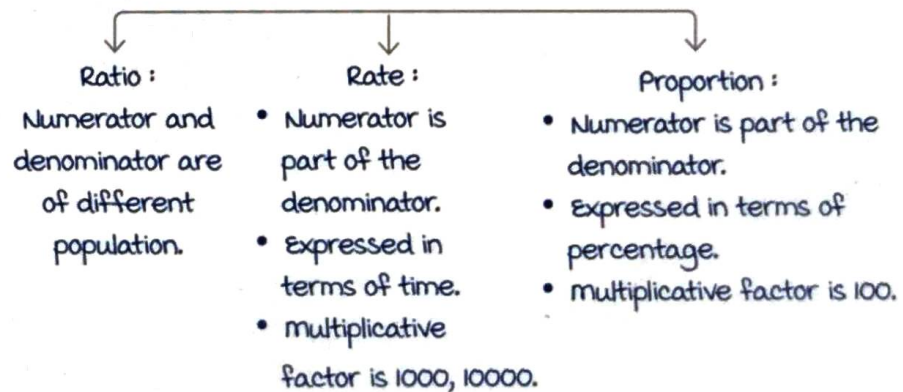 Ratio :
Numerator and
denominator are
of different
population.
Rate :
• Numerator is
part of the
denominator.
• Expressed in
terms of time.
• multiplicative
factor is 1000, 10000.
Proportion :
• Numerator is part of the
denominator.
• Expressed in terms of
percentage.
• multiplicative factor is 100.